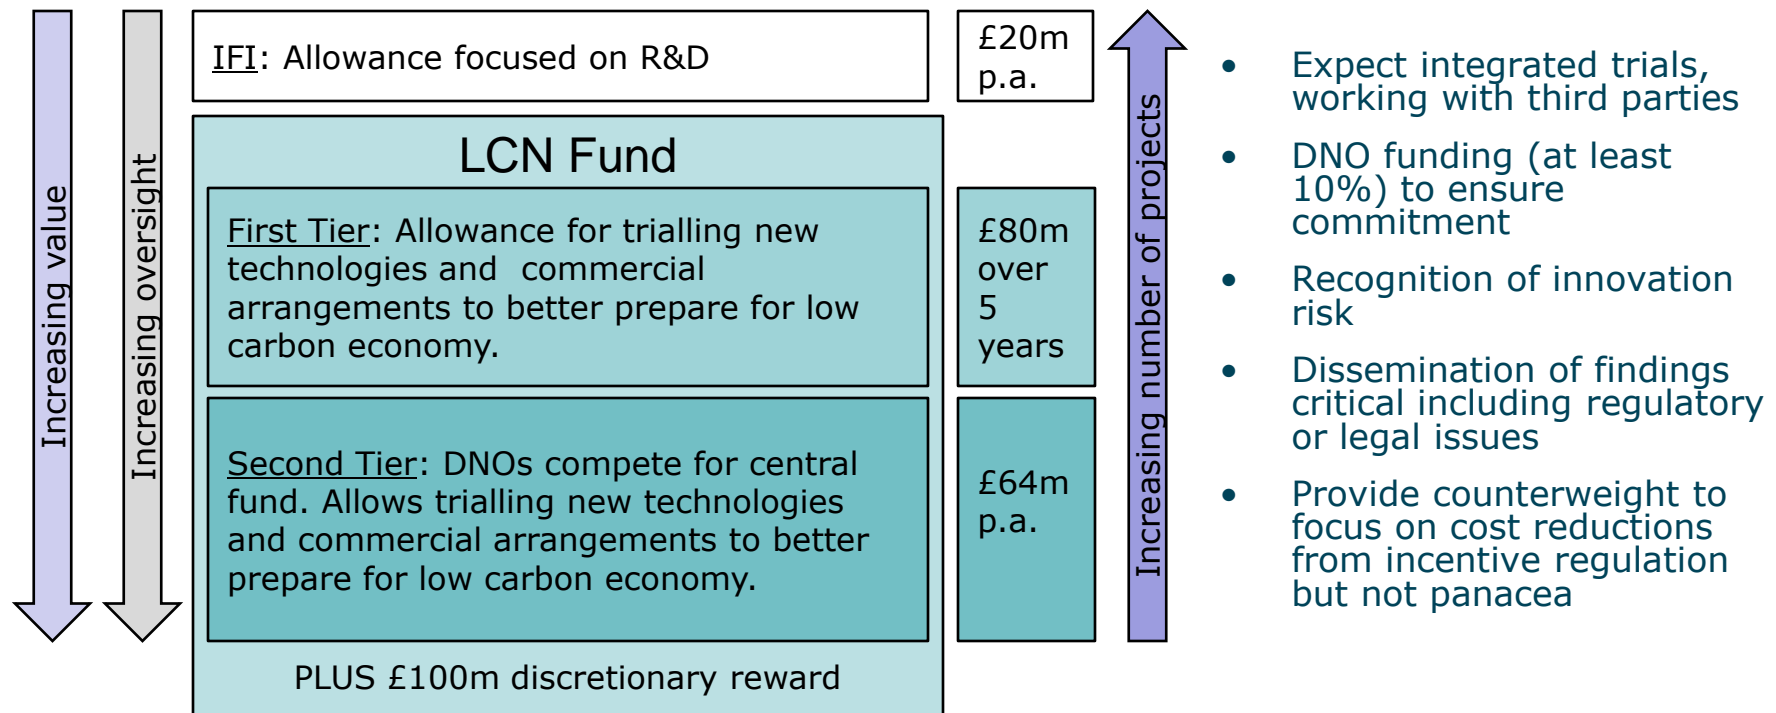 Increasing value
Increasing oversight
IFI: Allowance focused on R&D
£20m
p.a.
LCN Fund
First Tier: Allowance for trialling new
technologies and  commercial
arrangements to better prepare for low
carbon economy.
£80m
over
5
years
Second Tier: DNOs compete for central
fund. Allows trialling new technologies
and commercial arrangements to better
prepare for low carbon economy.
£64m
p.a.
PLUS £100m discretionary reward
Increasing number of projects
• Expect integrated trials,
working with third parties
• DNO funding (at least
10%) to ensure
commitment
• Recognition of innovation
risk
• Dissemination of findings
critical including regulatory
or legal issues
• Provide counterweight to
focus on cost reductions
from incentive regulation
but not panacea